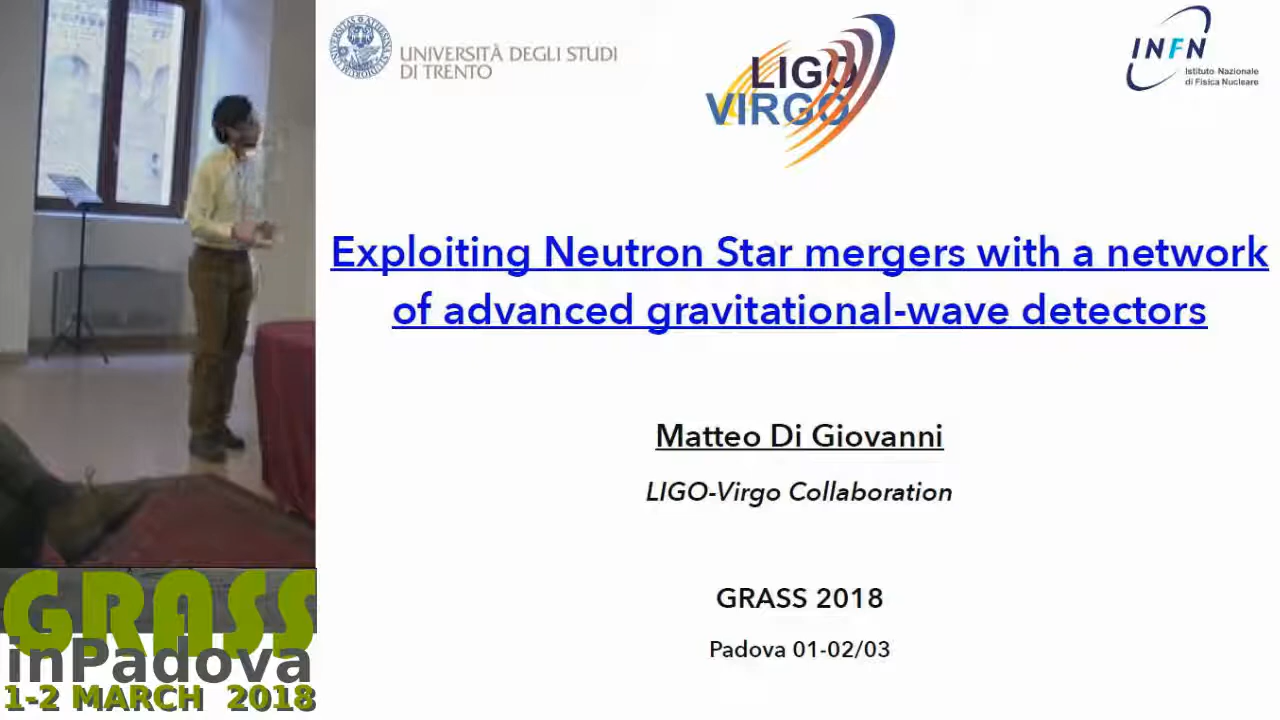 UNIVERSITÀ DEGLI STUDI
DI TRENTO
LIGO
VIRGO
INFN
Istituto Nazionale
di Fisica Nucleare
Exploiting Neutron Star mergers with a network
of advanced gravitational-wave detectors
Matteo Di Giovanni
LIGO-Virgo Collaboration
GRASS 2018
Padova 01-02/03
GRASS
inPadova
1-2 MARCH 2018